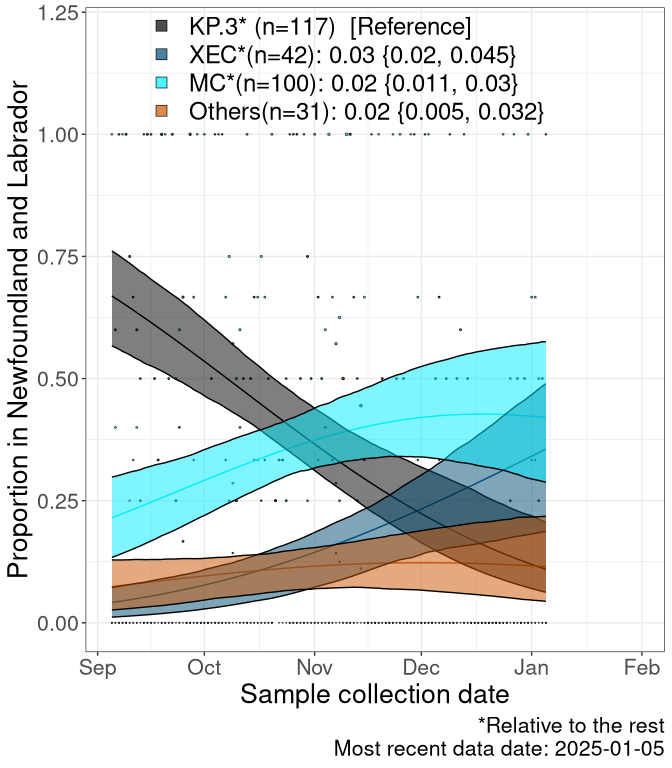 KP.3* (n=117)  [Reference]
XEC*(n=42): 0.03 {0.02, 0.045}
MC*(n=100): 0.02 {0.011, 0.03}
Others(n=31): 0.02 {0.005, 0.032}
Proportion in Newfoundland and Labrador
1.25
1.00
0.75
0.50
0.25
0.00
Sep Oct Nov Dec Jan Feb
Sample collection date
*Relative to the rest
Most recent data date: 2025-01-05